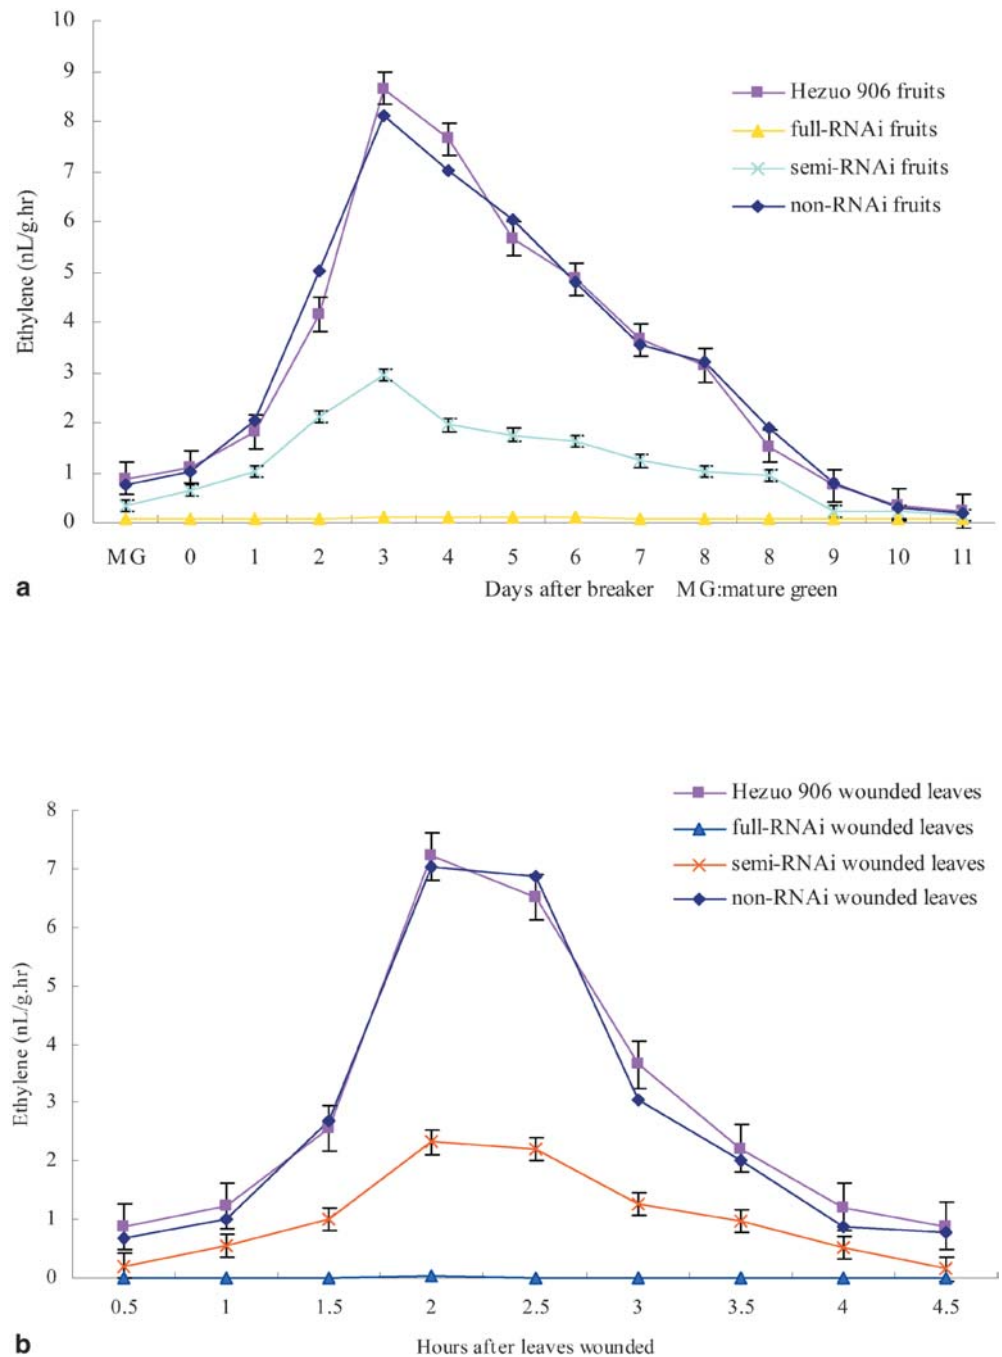 10
9
8
7
6
5
4
3
2
1
0
Ethylene (nL/g.hr)
Hezuo 906 fruits
full-RNAi fruits
semi-RNAi fruits
non-RNAi fruits
MG 0 1 2 3 4 5 6 7 8 8 9 10 11
a
Days after breaker MG:mature green
Hezuo 906 wounded leaves
full-RNAi wounded leaves
semi-RNAi wounded leaves
non-RNAi wounded leaves
8
7
6
5
4
3
2
1
0
Ethylene (nL/g.hr)
0.5 1 1.5 2 2.5 3 3.5 4 4.5
b
Hours after leaves wounded